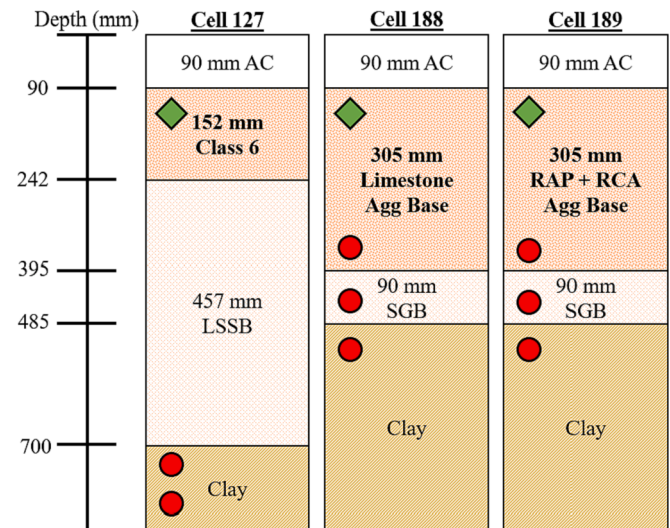 Depth (mm)
Cell 127
Cell 188
Cell 189
90 mm AC
90 mm AC
90 mm AC
90
152 mm
Class 6
305 mm
Limestone
Agg Base
305 mm
RAP + RCA
Agg Base
242
395
457 mm
LSSB
90 mm
SGB
90 mm
SGB
485
Clay
Clay
700
Clay